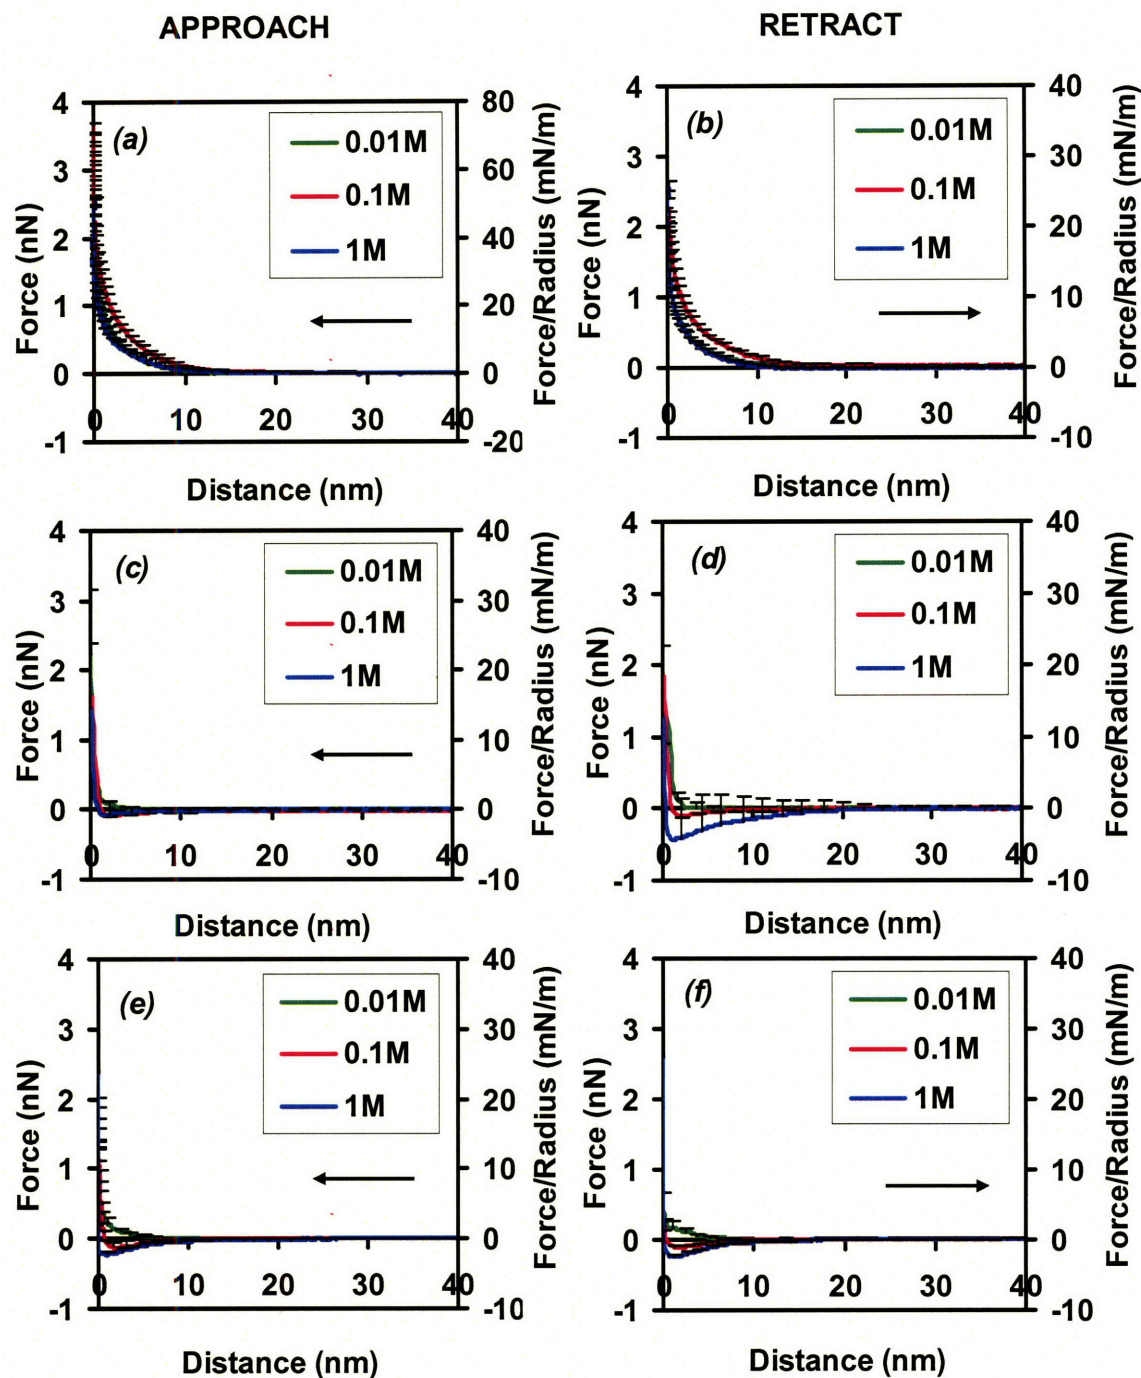 APPROACH
RETRACT
(a)
0.01M
0.1M
1M
4
3
2
1
0
-1
80
60
40
20
0
-20
0 10 20 30 40
Force (nN)
Force/Radius (mN/m)
Distance (nm)
(b)
0.01M
0.1M
1M
4
3
2
1
0
-1
40
30
20
10
0
-10
0 10 20 30 40
Force (nN)
Force/Radius (mN/m)
Distance (nm)
(c)
0.01M
0.1M
1M
4
3
2
1
0
-1
40
30
20
10
0
-10
0 10 20 30 40
Force (nN)
Force/Radius (mN/m)
Distance (nm)
(d)
0.01M
0.1M
1M
4
3
2
1
0
-1
40
30
20
10
0
-10
0 10 20 30 40
Force (nN)
Force/Radius (mN/m)
Distance (nm)
(e)
0.01M
0.1M
1M
4
3
2
1
0
-1
40
30
20
10
0
-10
0 10 20 30 40
Force (nN)
Force/Radius (mN/m)
Distance (nm)
(f)
0.01M
0.1M
1M
4
3
2
1
0
-1
40
30
20
10
0
-10
0 10 20 30 40
Force (nN)
Force/Radius (mN/m)
Distance (nm)